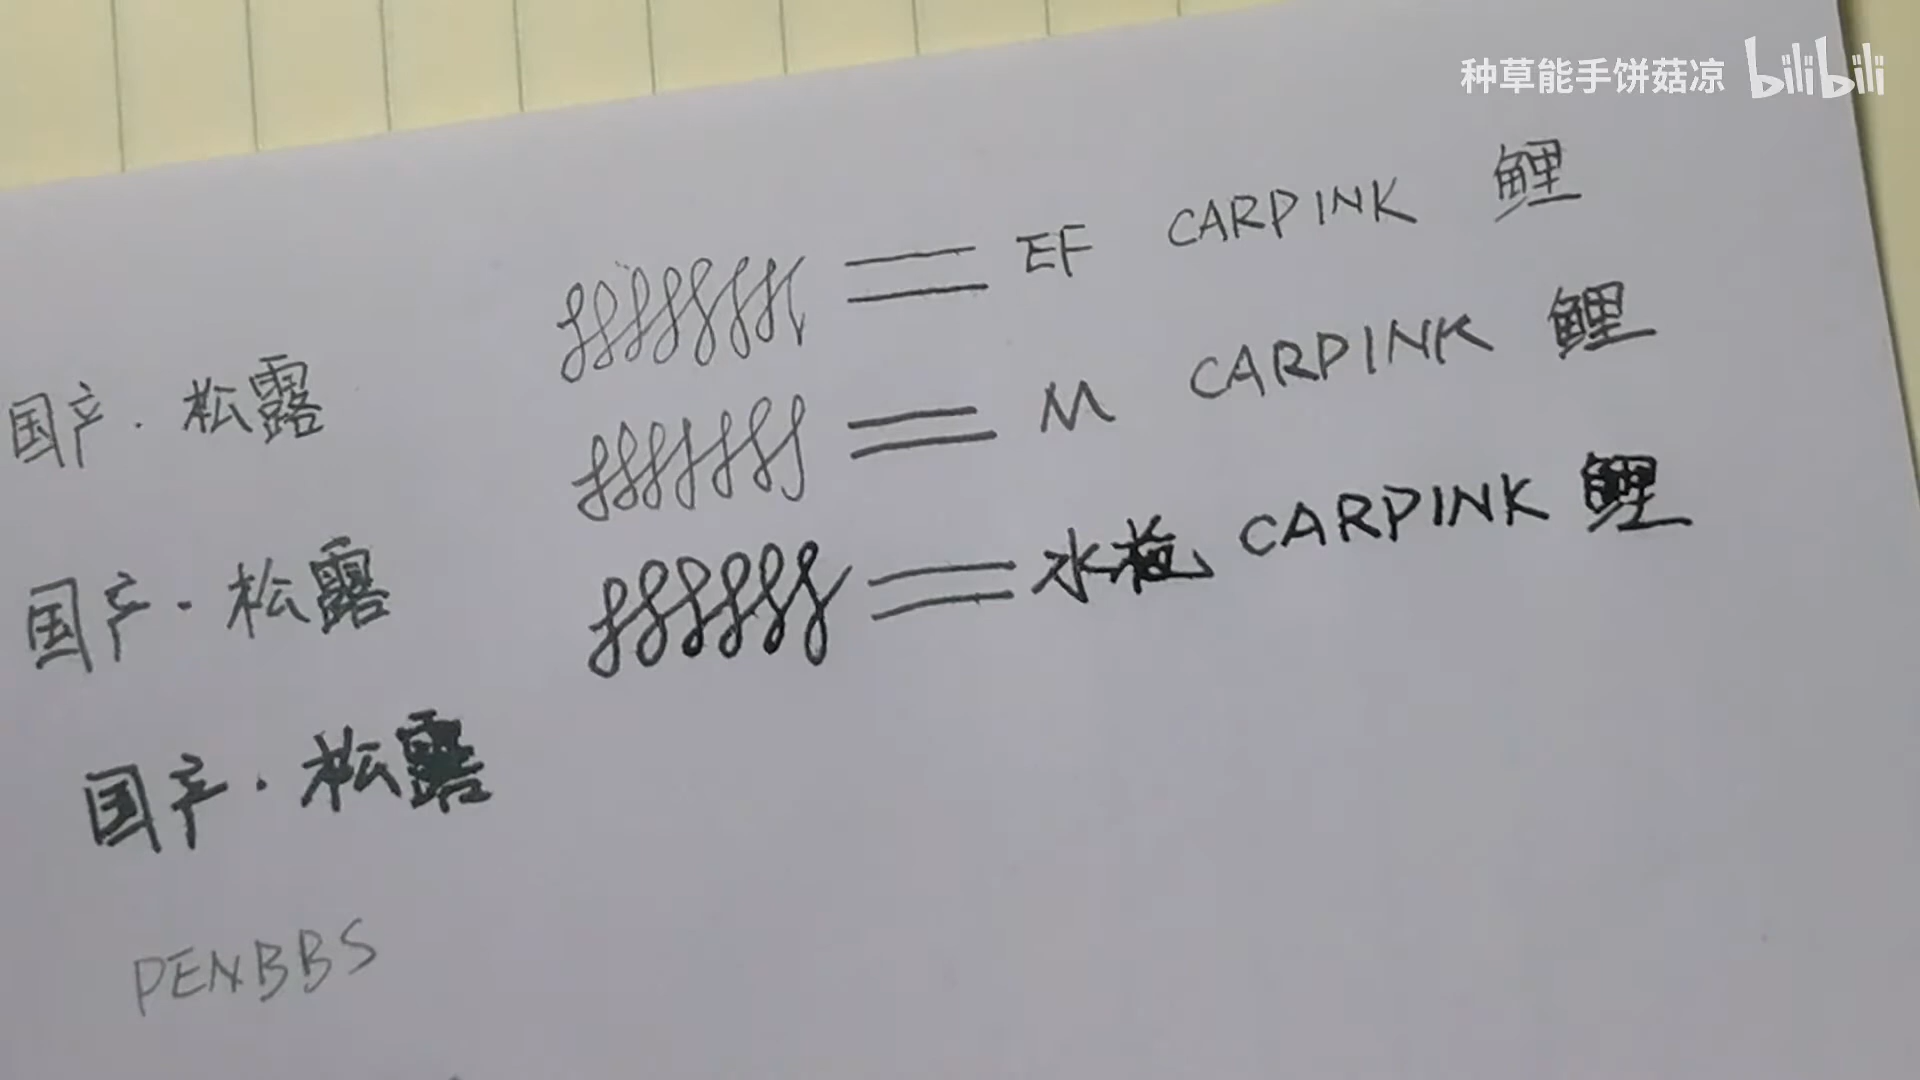 种草能手饼菇凉 bilibili
EF CARPINK 鲤
国产·松露
M CARPINK 鲤
国产·松露
水妆 CARPINK 鲤
国产·松露
PENBBS